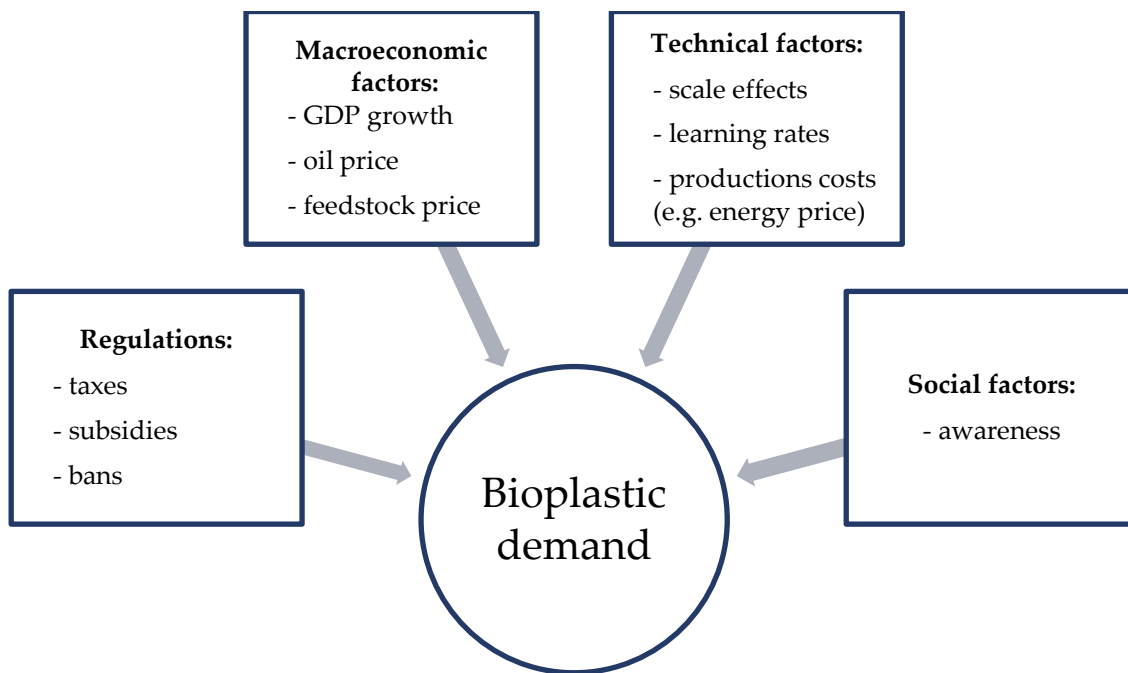 Macroeconomic
factors:
- GDP growth
- oil price
- feedstock price
Technical factors:
- scale effects
- learning rates
- productions costs
(e.g. energy price)
Regulations:
- taxes
- subsidies
- bans
Social factors:
- awareness
Bioplastic
demand